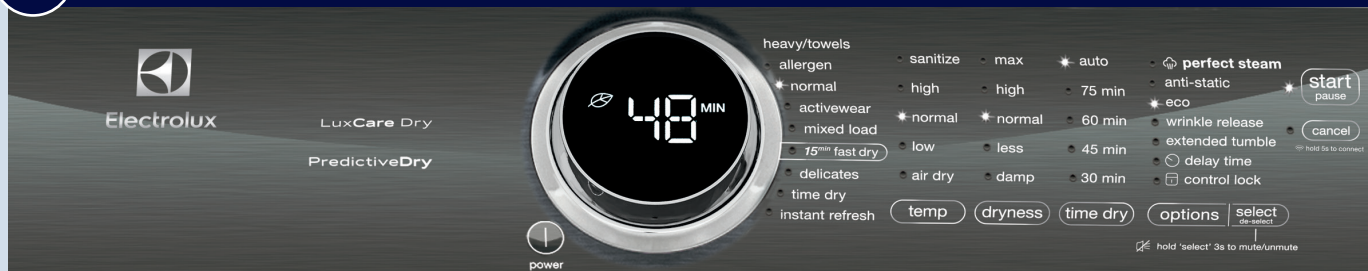 Electrolux
LuxCare Dry
PredictiveDry
48 MIN
power
heavy/towels
allergen
normal
activewear
mixed load
15min fast dry
delicates
time dry
instant refresh
sanitize
high
normal
low
air dry
temp
max
high
normal
less
damp
dryness
auto
75 min
60 min
45 min
30 min
time dry
perfect steam
anti-static
eco
wrinkle release
extended tumble
delay time
control lock
options
select
de-select
hold 'select' 3s to mute/unmute
start
pause
cancel
hold 5s to connect